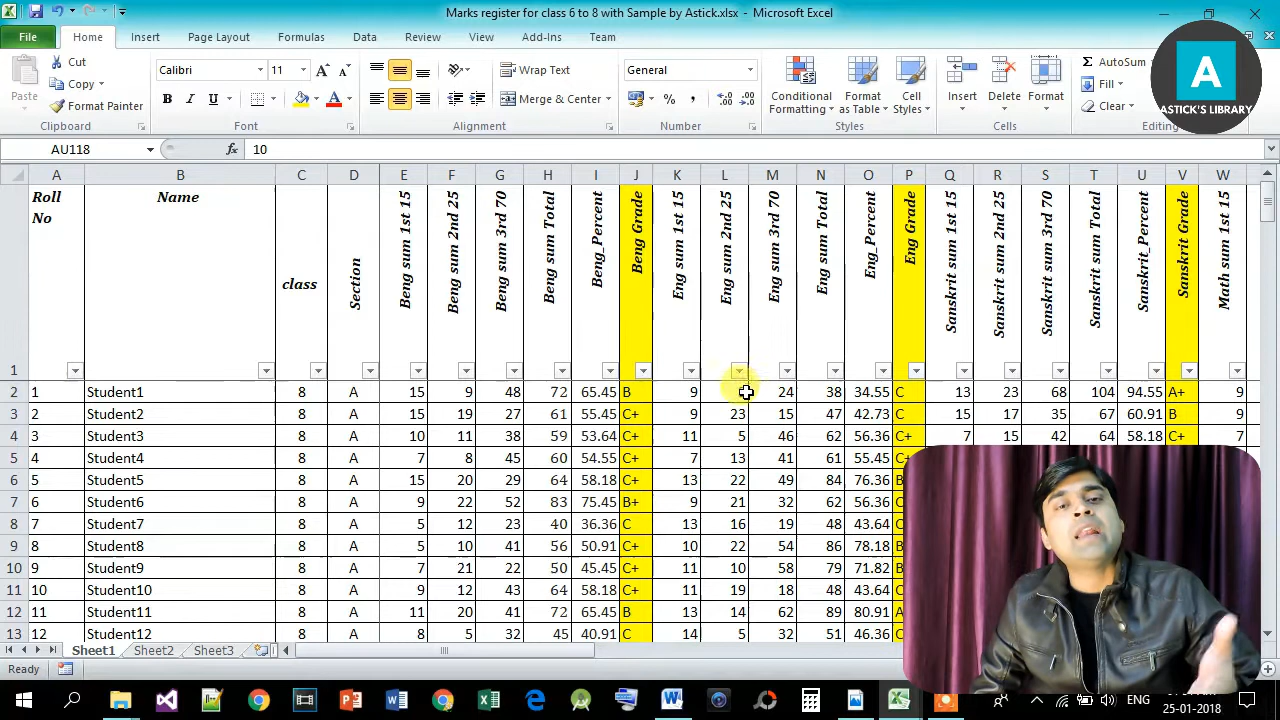 Marks register for class 6 to 8 with Sample by Astick.xlsx - Microsoft Excel
File Home Insert Page Layout Formulas Data Review View Add-Ins Team
Paste
Cut
Copy
Format Painter
Clipboard
Calibri 11
B I U A
Font
Wrap Text
Merge & Center
Alignment
General
% ,
Number
Conditional Formatting
Format as Table
Cell Styles
Styles
Insert Delete Format
Cells
AutoSum
Fill
Clear
Editing
A
ASTICK'S LIBRARY
AU118 fx 10
A B C D E F G H I J K L M N O P Q R S T U V W
1 Roll No Name class Section Beng sum 1st 15 Beng sum 2nd 25 Beng sum 3rd 70 Beng sum Total Beng_Percent Beng Grade Eng sum 1st 15 Eng sum 2nd 25 Eng sum 3rd 70 Eng sum Total Eng_Percent Eng Grade Sanskrit sum 1st 15 Sanskrit sum 2nd 25 Sanskrit sum 3rd 70 Sanskrit sum Total Sanskrit_Percent Sanskrit Grade Math sum 1st 15
2 1 Student1 8 A 15 9 48 72 65.45 B 9 24 38 34.55 C 13 23 68 104 94.55 A+ 9
3 2 Student2 8 A 15 19 27 61 55.45 C+ 9 23 15 47 42.73 C 15 17 35 67 60.91 B 9
4 3 Student3 8 A 10 11 38 59 53.64 C+ 11 5 46 62 56.36 C+ 7 15 42 64 58.18 C+ 7
5 4 Student4 8 A 7 8 45 60 54.55 C+ 7 13 41 61 55.45
6 5 Student5 8 A 15 20 29 64 58.18 C+ 13 22 49 84 76.36
7 6 Student6 8 A 9 22 52 83 75.45 B+ 9 21 32 62 56.36
8 7 Student7 8 A 5 12 23 40 36.36 C 13 16 19 48 43.64
9 8 Student8 8 A 5 10 41 56 50.91 C+ 10 22 54 86 78.18
10 9 Student9 8 A 7 21 22 50 45.45 C+ 11 10 58 79 71.82
11 10 Student10 8 A 9 12 43 64 58.18 C+ 11 19 18 48 43.64
12 11 Student11 8 A 11 20 41 72 65.45 B 13 14 62 89 80.91
13 12 Student12 8 A 8 5 32 45 40.91 C 14 5 32 51 46.36
Sheet1 Sheet2 Sheet3
Ready
ENG
25-01-2018